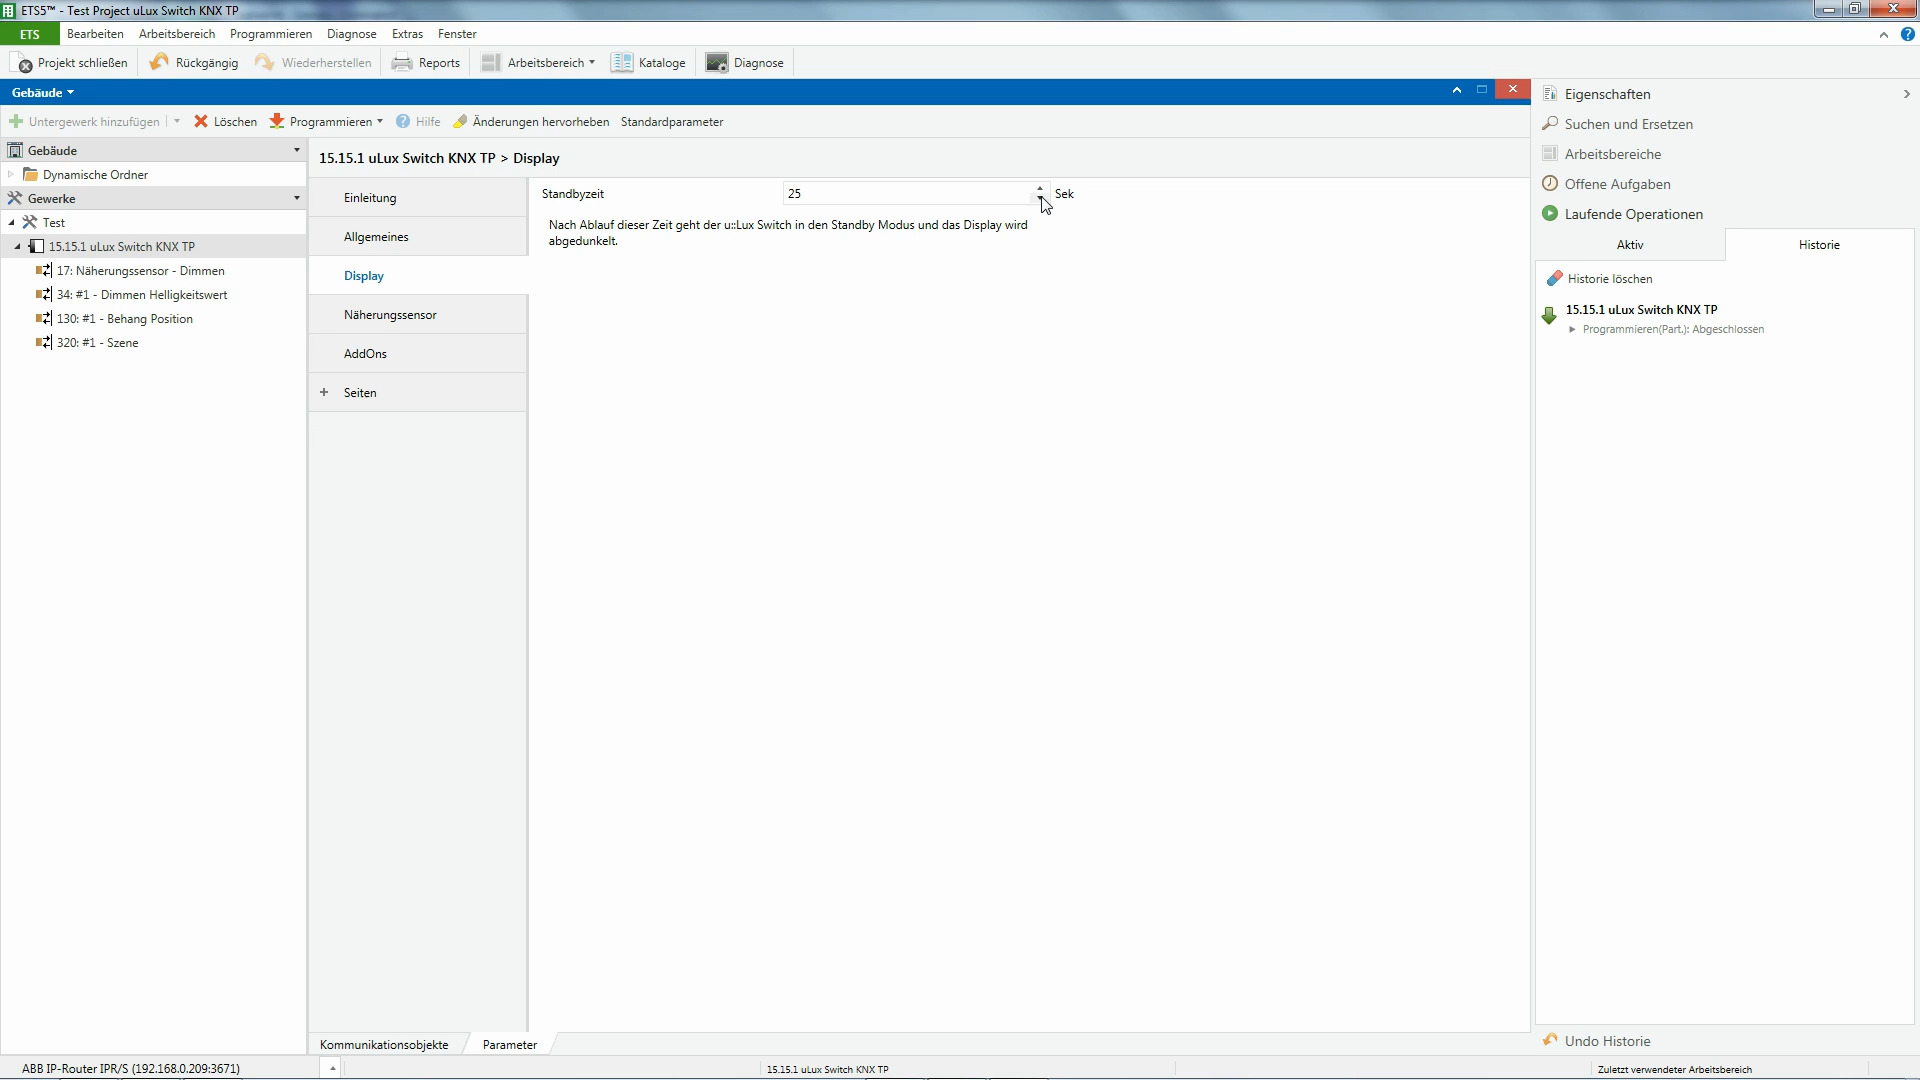 ETS5™ - Test Project uLux Switch KNX TP
ETS Bearbeiten Arbeitsbereich Programmieren Diagnose Extras Fenster
Projekt schließen Rückgängig Wiederherstellen Reports Arbeitsbereich Kataloge Diagnose
Gebäude
Untergewerk hinzufügen Löschen Programmieren Hilfe Änderungen hervorheben Standardparameter
Gebäude
Dynamische Ordner
Gewerke
Test
15.15.1 uLux Switch KNX TP
17: Näherungssensor - Dimmen
34: #1 - Dimmen Helligkeitswert
130: #1 - Behang Position
320: #1 - Szene
15.15.1 uLux Switch KNX TP > Display
Einleitung
Allgemeines
Display
Näherungssensor
AddOns
+ Seiten
Standbyzeit 25 Sek
Nach Ablauf dieser Zeit geht der u::Lux Switch in den Standby Modus und das Display wird
abgedunkelt.
Kommunikationsobjekte Parameter
Eigenschaften
Suchen und Ersetzen
Arbeitsbereiche
Offene Aufgaben
Laufende Operationen
Aktiv Historie
Historie löschen
15.15.1 uLux Switch KNX TP
Programmieren(Part.): Abgeschlossen
Undo Historie
ABB IP-Router IPR/S (192.168.0.209:3671) 15.15.1 uLux Switch KNX TP Zuletzt verwendeter Arbeitsbereich